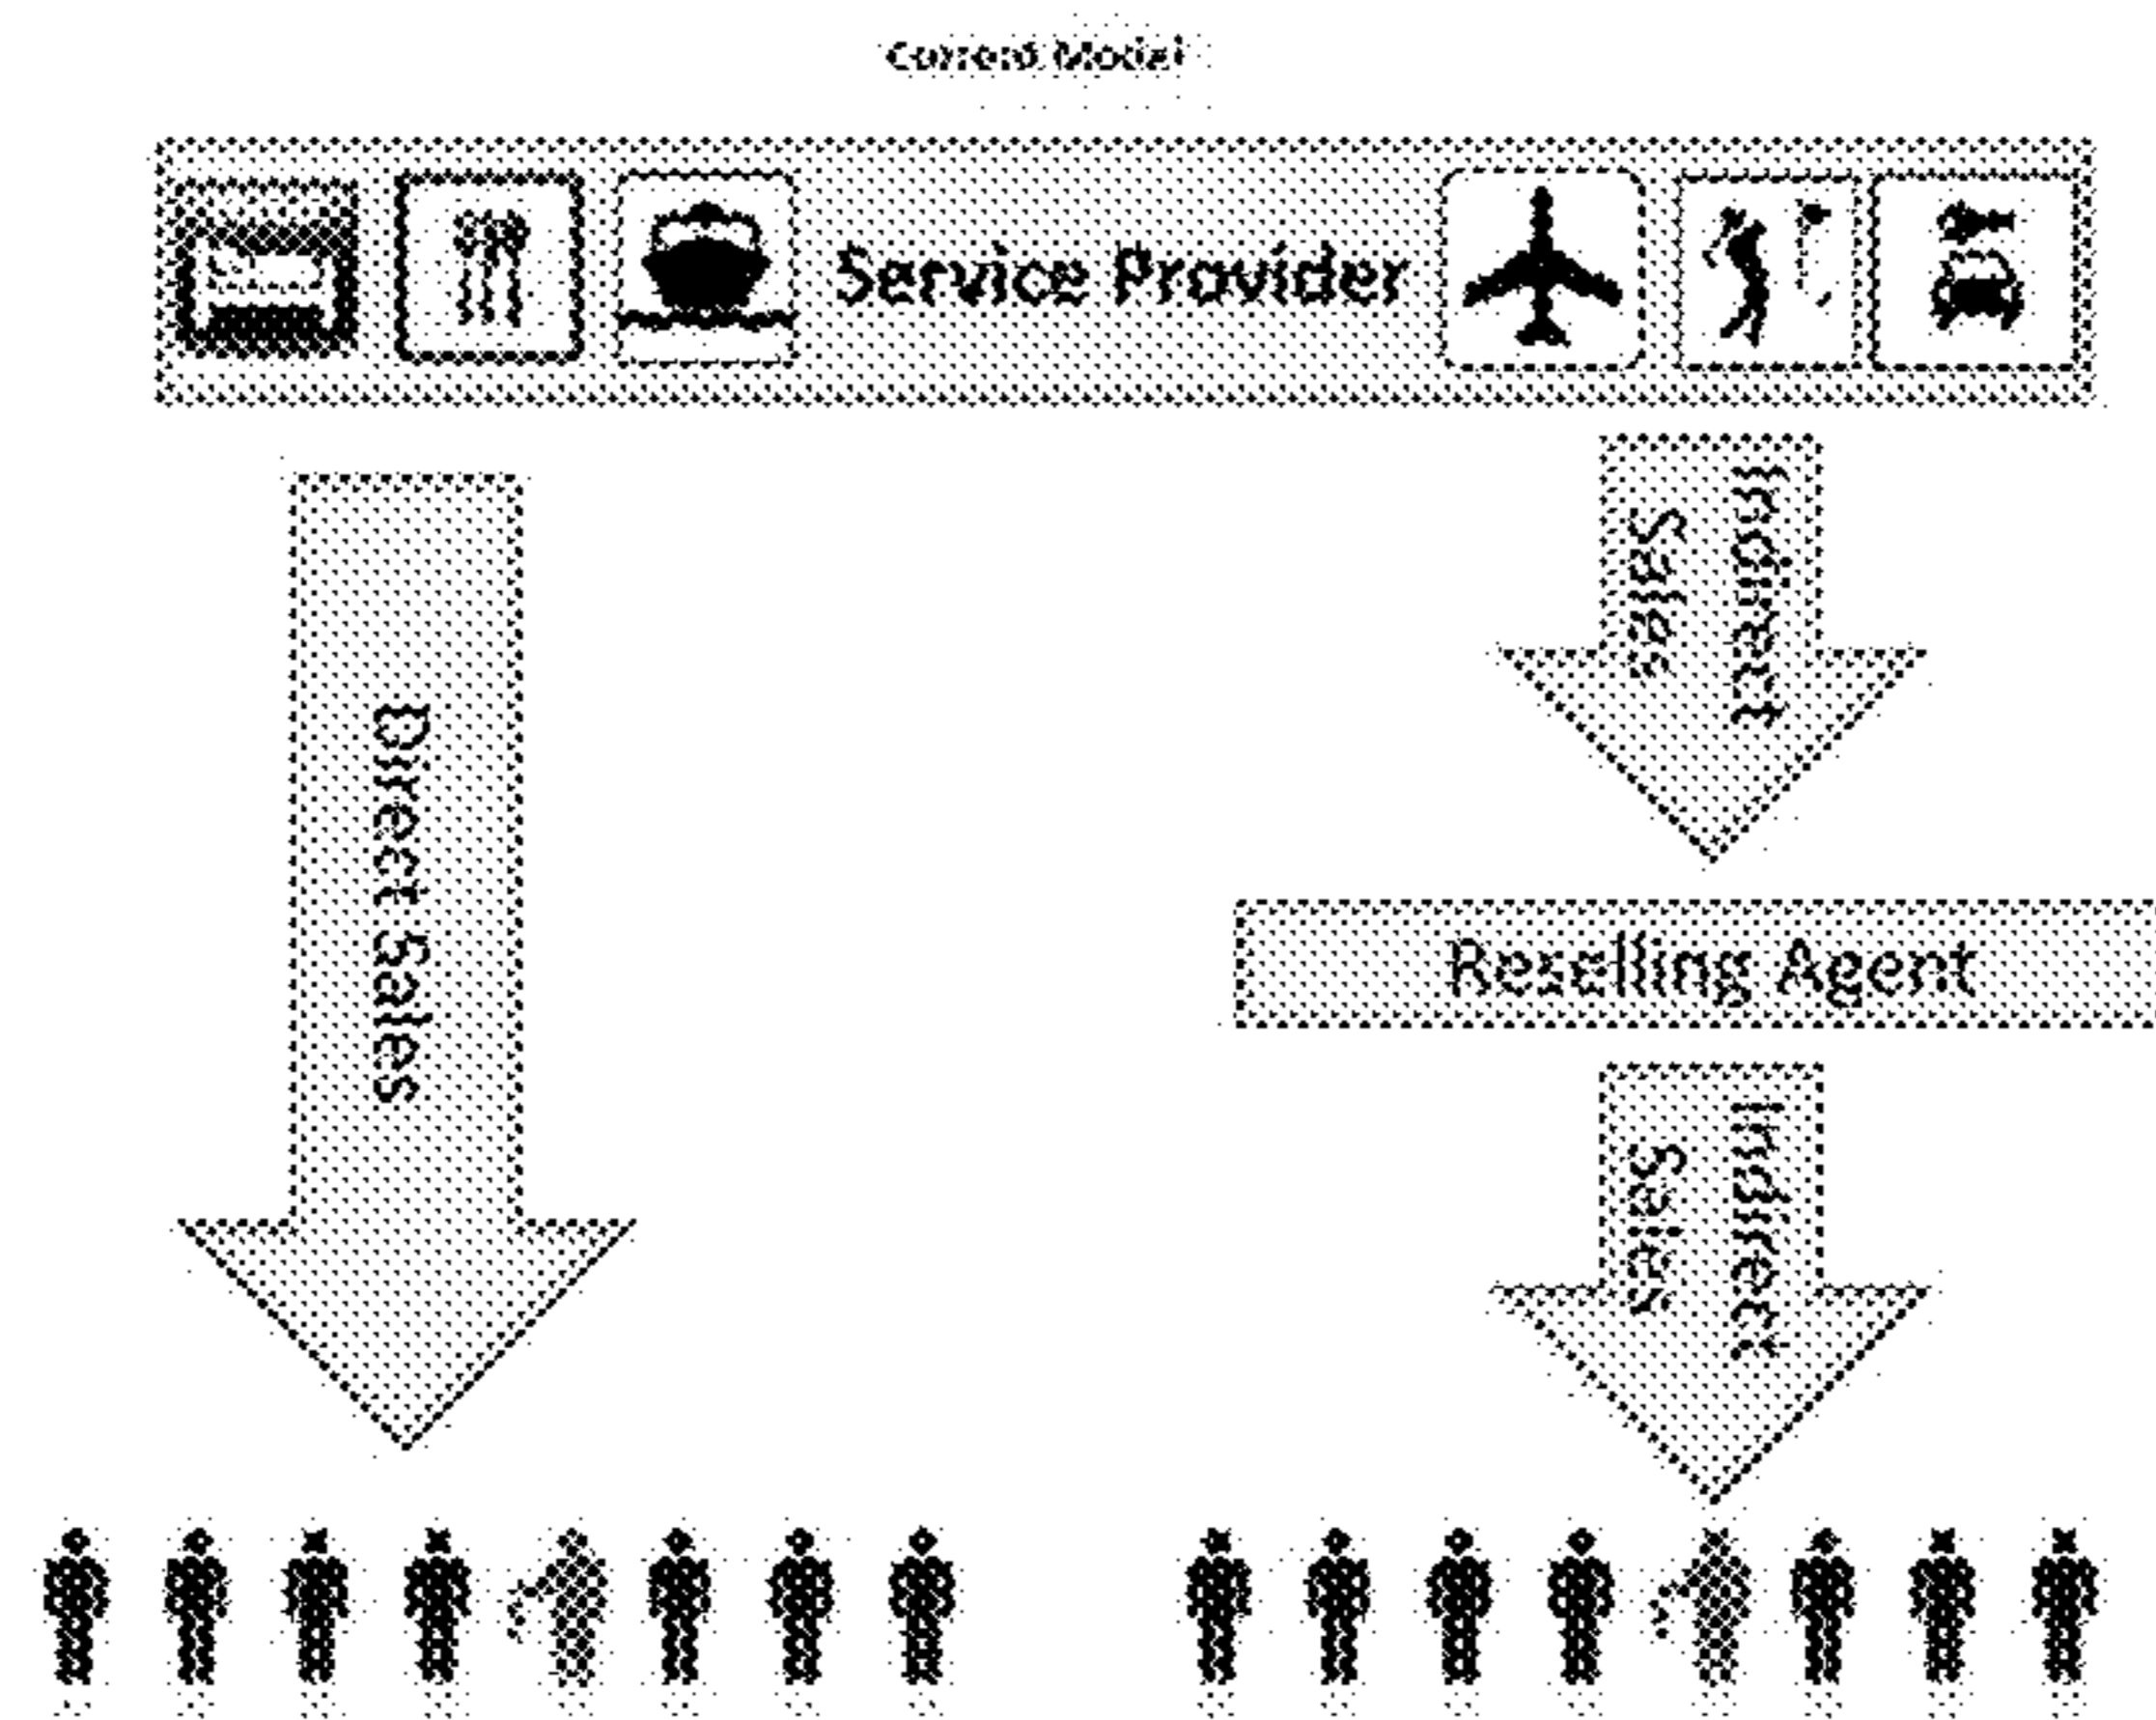 Current Model
Service Provider
Indirect
Sales
Direct Sales
Reselling Agent
Indirect
Sales